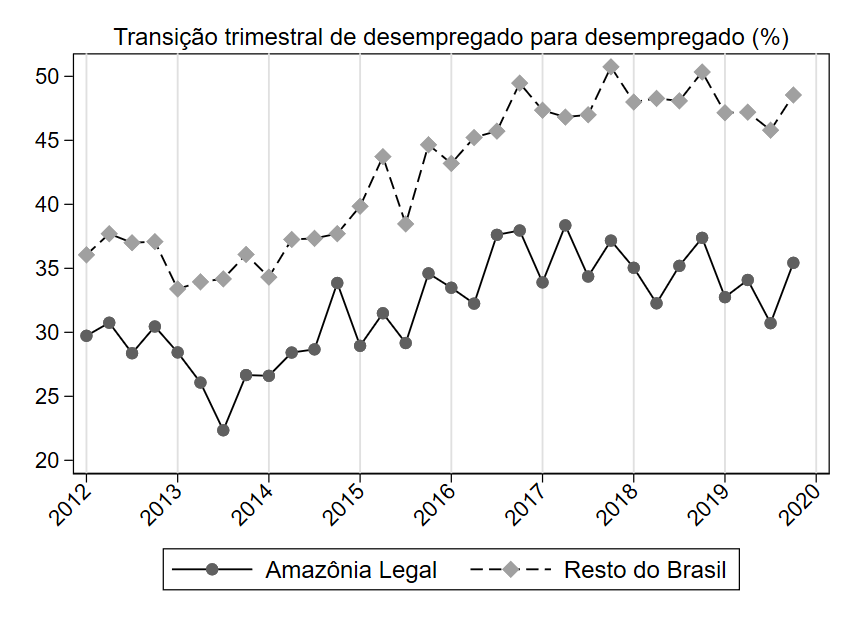 Transição trimestral de desempregado para desempregado (%)
50
45
40
35
30
25
20
2012 2013 2014 2015 2016 2017 2018 2019 2020
Amazônia Legal Resto do Brasil